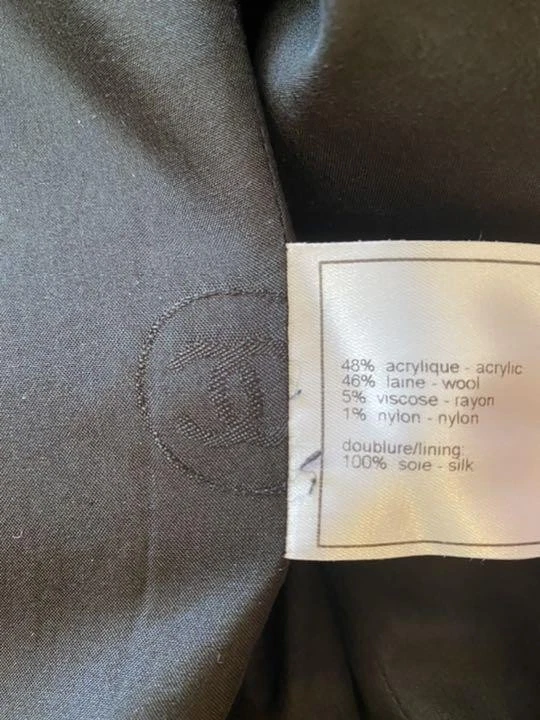 48% acrylique - acrylic
46% laine - wool
5% viscose - rayon
1% nylon - nylon
doublure/lining:
100% soie - silk